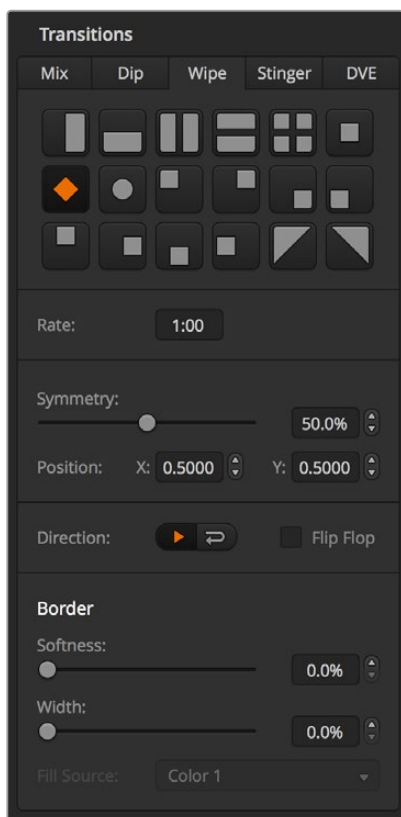 Transitions
Mix Dip Wipe Stinger DVE
Rate: 1:00
Symmetry:
50.0%
Position: X: 0.5000 Y: 0.5000
Direction: Flip Flop
Border
Softness:
0.0%
Width:
0.0%
Fill Source: Color 1